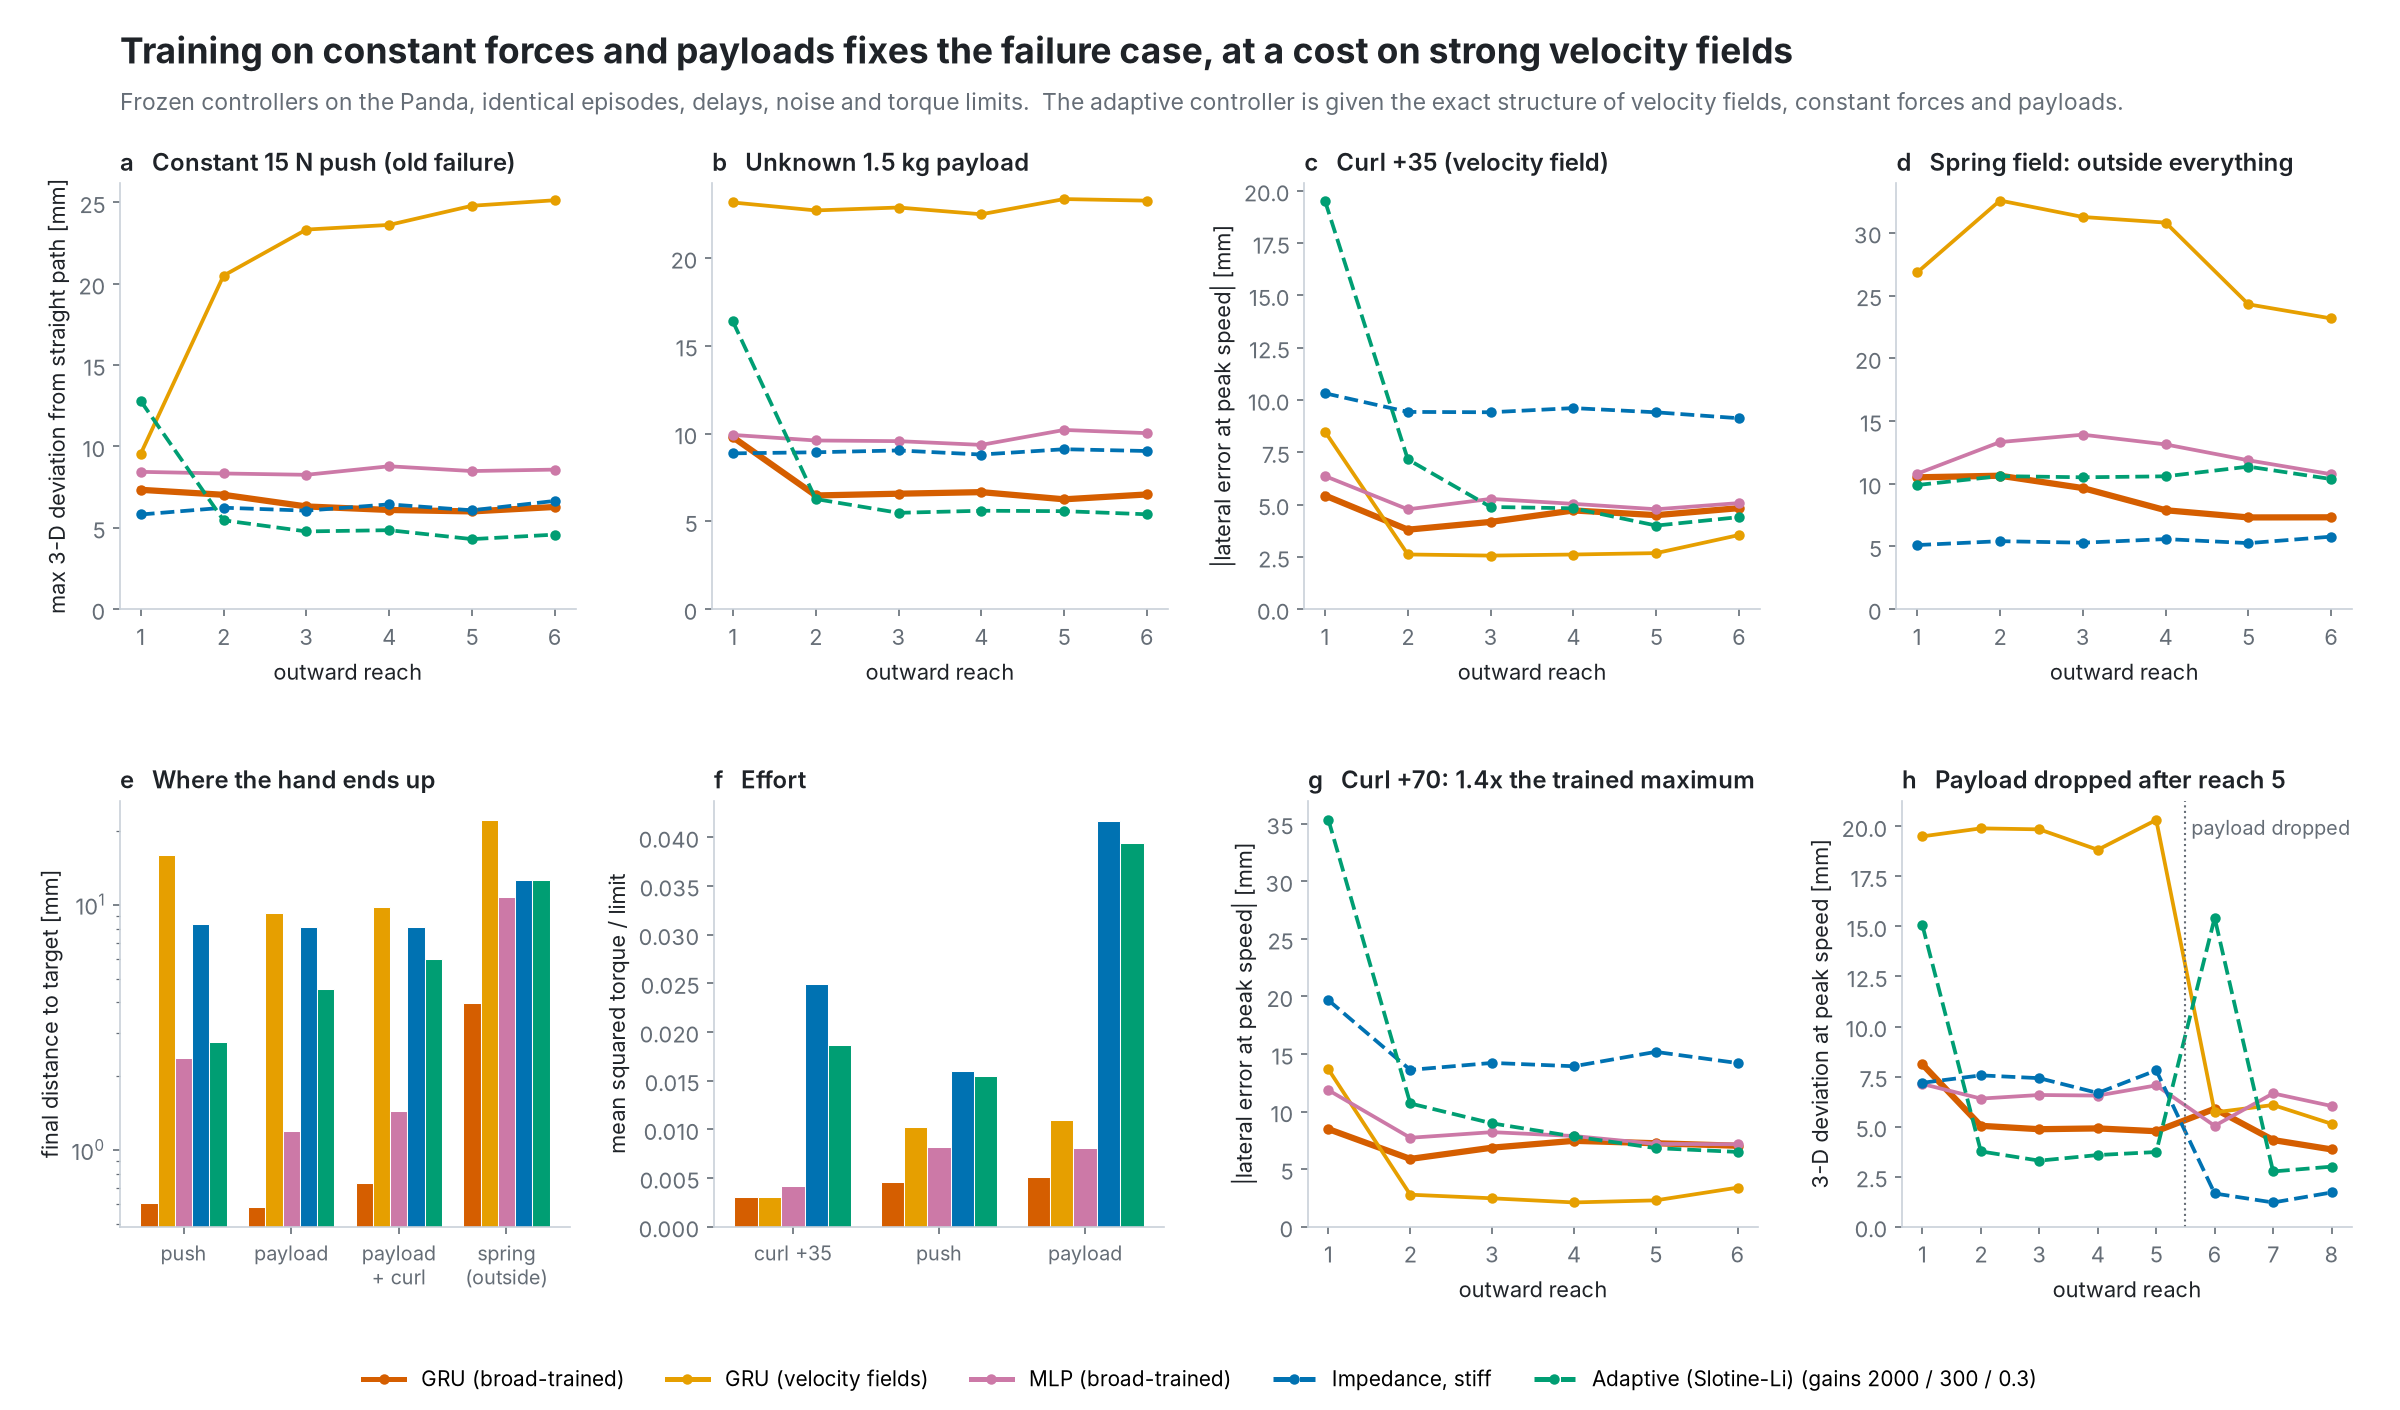 Training on constant forces and payloads fixes the failure case, at a cost on strong velocity fields
Frozen controllers on the Panda, identical episodes, delays, noise and torque limits. The adaptive controller is given the exact structure of velocity fields, constant forces and payloads.
a Constant 15 N push (old failure)
max 3-D deviation from straight path [mm]
25
20
15
10
5
0
1 2 3 4 5 6
outward reach
b Unknown 1.5 kg payload
20
15
10
5
0
1 2 3 4 5 6
outward reach
c Curl +35 (velocity field)
|lateral error at peak speed| [mm]
20.0
17.5
15.0
12.5
10.0
7.5
5.0
2.5
0.0
1 2 3 4 5 6
outward reach
d Spring field: outside everything
30
25
20
15
10
5
0
1 2 3 4 5 6
outward reach
e Where the hand ends up
final distance to target [mm]
10¹
10⁰
push payload payload + curl spring (outside)
f Effort
mean squared torque / limit
0.040
0.035
0.030
0.025
0.020
0.015
0.010
0.005
0.000
curl +35 push payload
g Curl +70: 1.4x the trained maximum
|lateral error at peak speed| [mm]
35
30
25
20
15
10
5
0
1 2 3 4 5 6
outward reach
h Payload dropped after reach 5
3-D deviation at peak speed [mm]
20.0
17.5
15.0
12.5
10.0
7.5
5.0
2.5
0.0
payload dropped
1 2 3 4 5 6 7 8
outward reach
GRU (broad-trained) GRU (velocity fields) MLP (broad-trained) Impedance, stiff Adaptive (Slotine-Li) (gains 2000 / 300 / 0.3)